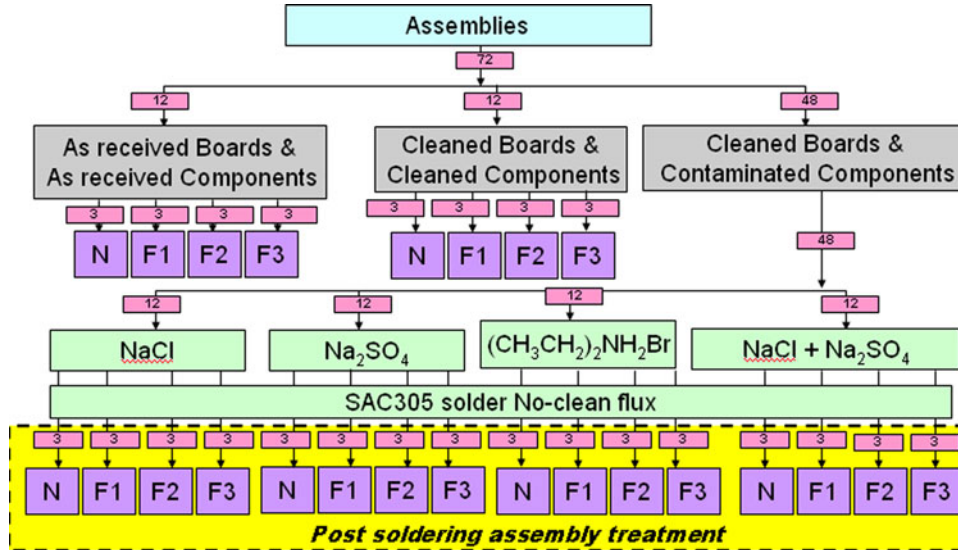 Assemblies
72
12 12 48
As received Boards &
As received Components
Cleaned Boards &
Cleaned Components
Cleaned Boards &
Contaminated Components
3 3 3 3 3 3 3 3
N F1 F2 F3 N F1 F2 F3
48
12 12 12 12
NaCl Na₂SO₄ (CH₃CH₂)₂NH₂Br NaCl + Na₂SO₄
SAC305 solder No-clean flux
3 3 3 3 3 3 3 3 3 3 3 3 3 3 3 3
N F1 F2 F3 N F1 F2 F3 N F1 F2 F3 N F1 F2 F3
Post soldering assembly treatment